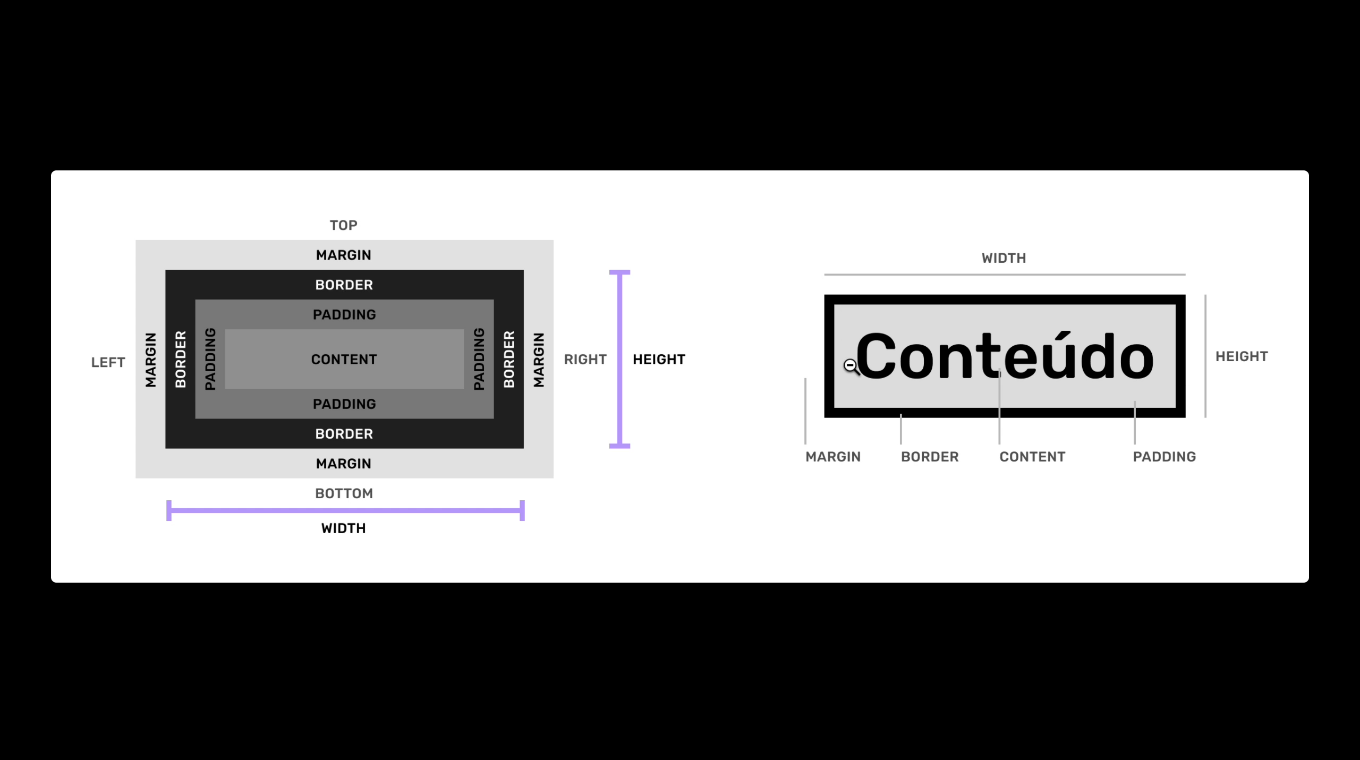 TOP
MARGIN
BORDER
PADDING
LEFT
MARGIN
BORDER
PADDING
CONTENT
PADDING
BORDER
MARGIN
RIGHT
HEIGHT
PADDING
BORDER
MARGIN
BOTTOM
WIDTH
WIDTH
Conteúdo
HEIGHT
MARGIN
BORDER
CONTENT
PADDING